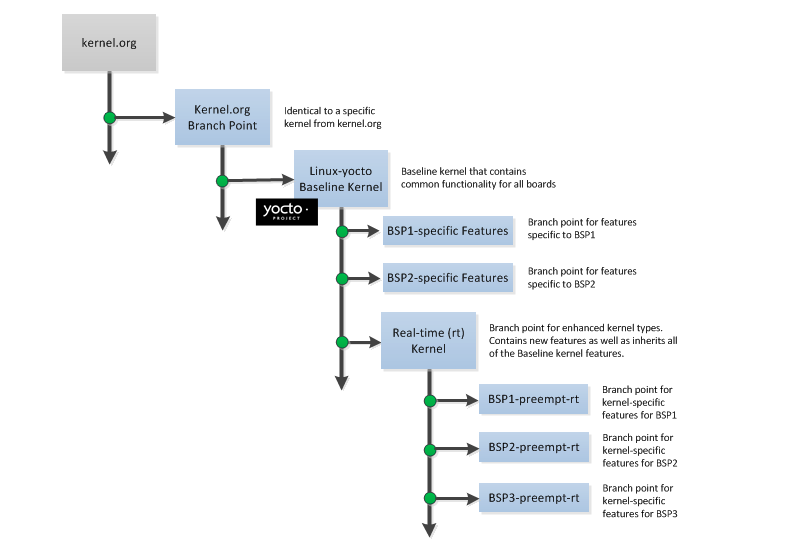 kernel.org
Kernel.org
Branch Point
Identical to a specific
kernel from kernel.org
Linux-yocto
Baseline Kernel
Baseline kernel that contains
common functionality for all boards
yocto ·
PROJECT
BSP1-specific Features
Branch point for features
specific to BSP1
BSP2-specific Features
Branch point for features
specific to BSP2
Real-time (rt)
Kernel
Branch point for enhanced kernel types.
Contains new features as well as inherits all
of the Baseline kernel features.
BSP1-preempt-rt
Branch point for
kernel-specific
features for BSP1
BSP2-preempt-rt
Branch point for
kernel-specific
features for BSP2
BSP3-preempt-rt
Branch point for
kernel-specific
features for BSP3